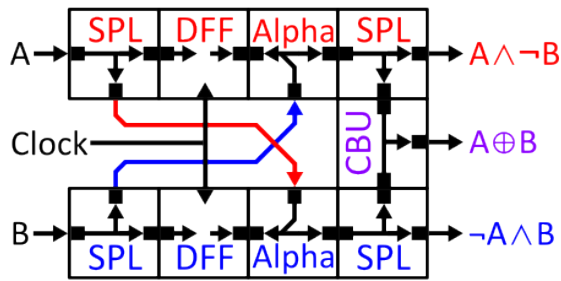 SPL DFF Alpha SPL
A A∧¬B
Clock CBU A⊕B
B ¬A∧B
SPL DFF Alpha SPL